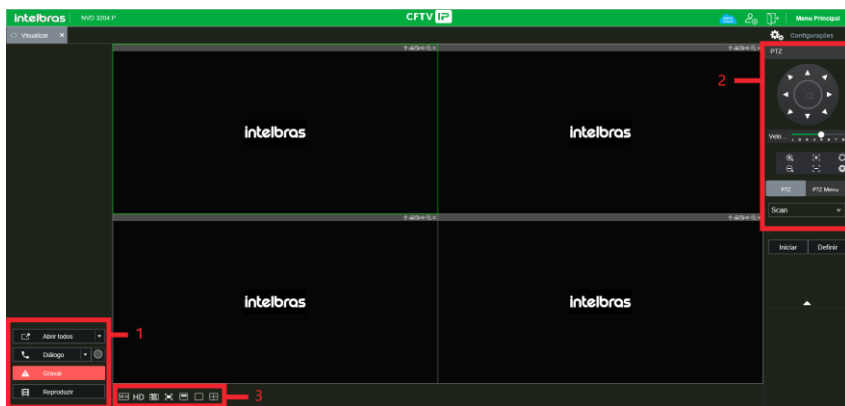 intelbras NVD 3204 P CFTV IP Menu Principal
Visualizar × Configurações
PTZ
2
intelbras intelbras
Velo...
PTZ PTZ Menu
Scan
Iniciar Definir
intelbras intelbras
Abrir todos 1
Diálogo
Gravar
Reproduzir
HD 3